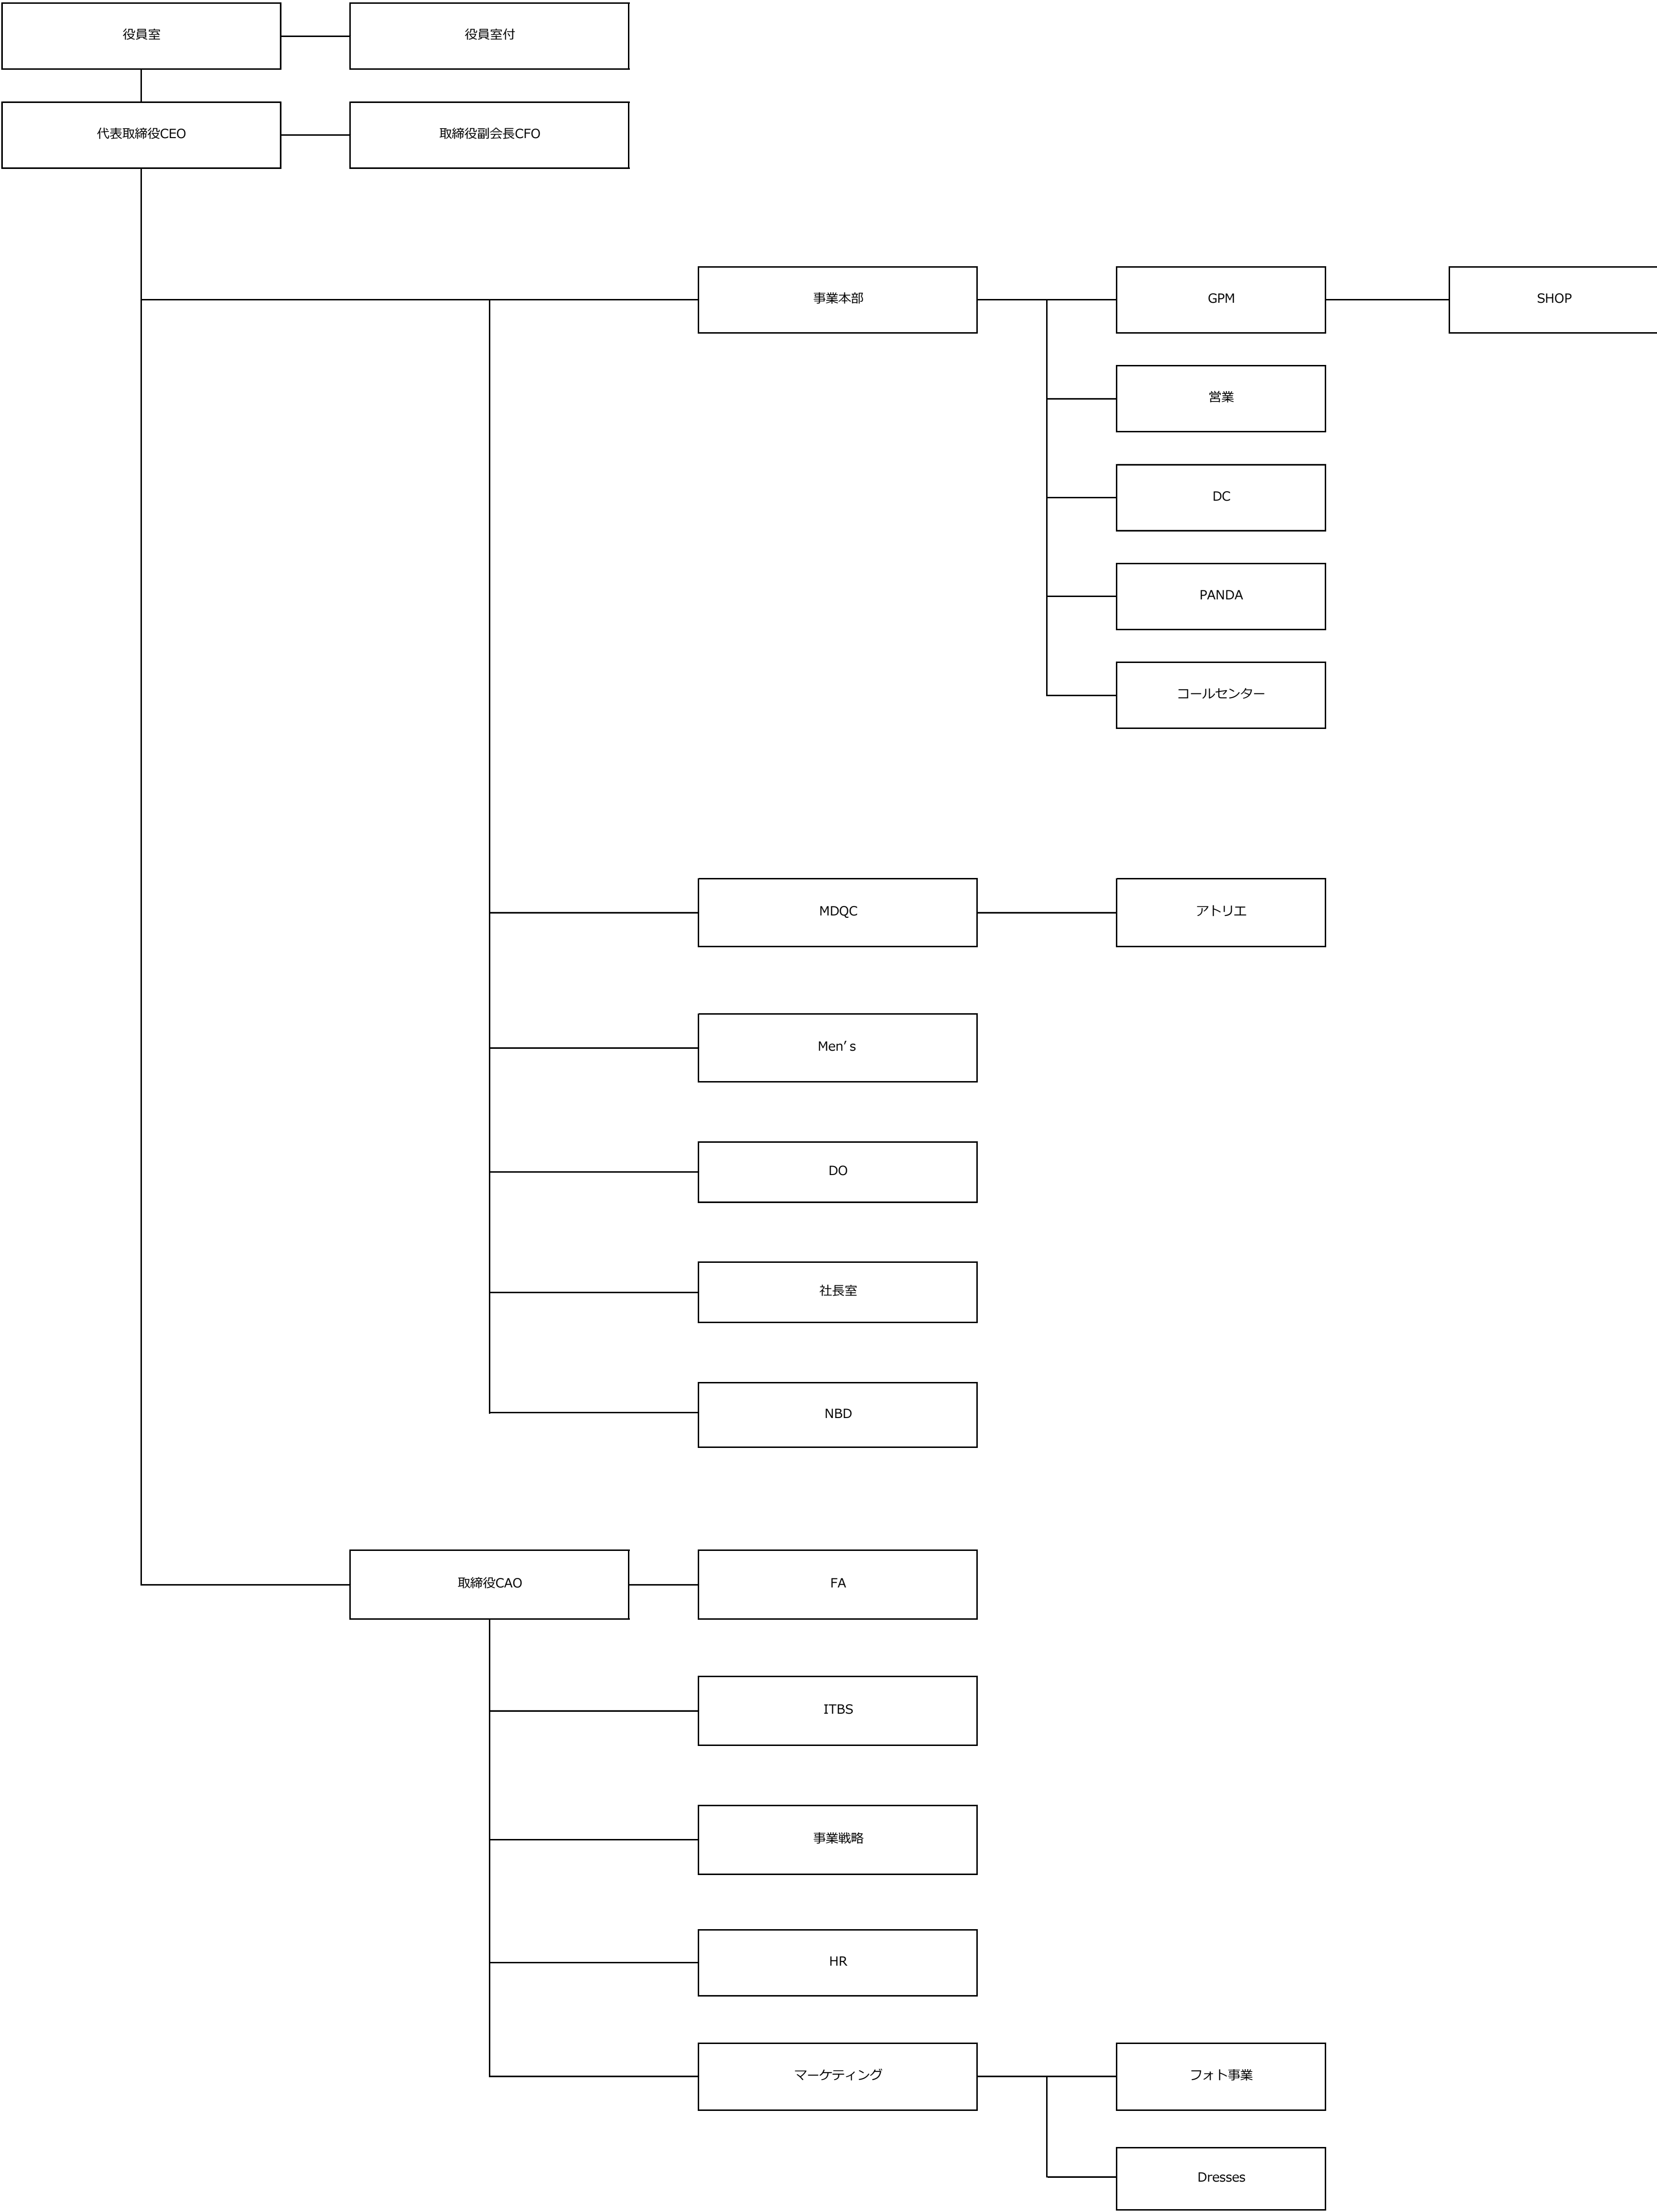 役員室
役員室付
代表取締役CEO
取締役副会長CFO
事業本部
GPM
SHOP
営業
DC
PANDA
コールセンター
MDQC
アトリエ
Men’s
DO
社長室
NBD
取締役CAO
FA
ITBS
事業戦略
HR
マーケティング
フォト事業
Dresses